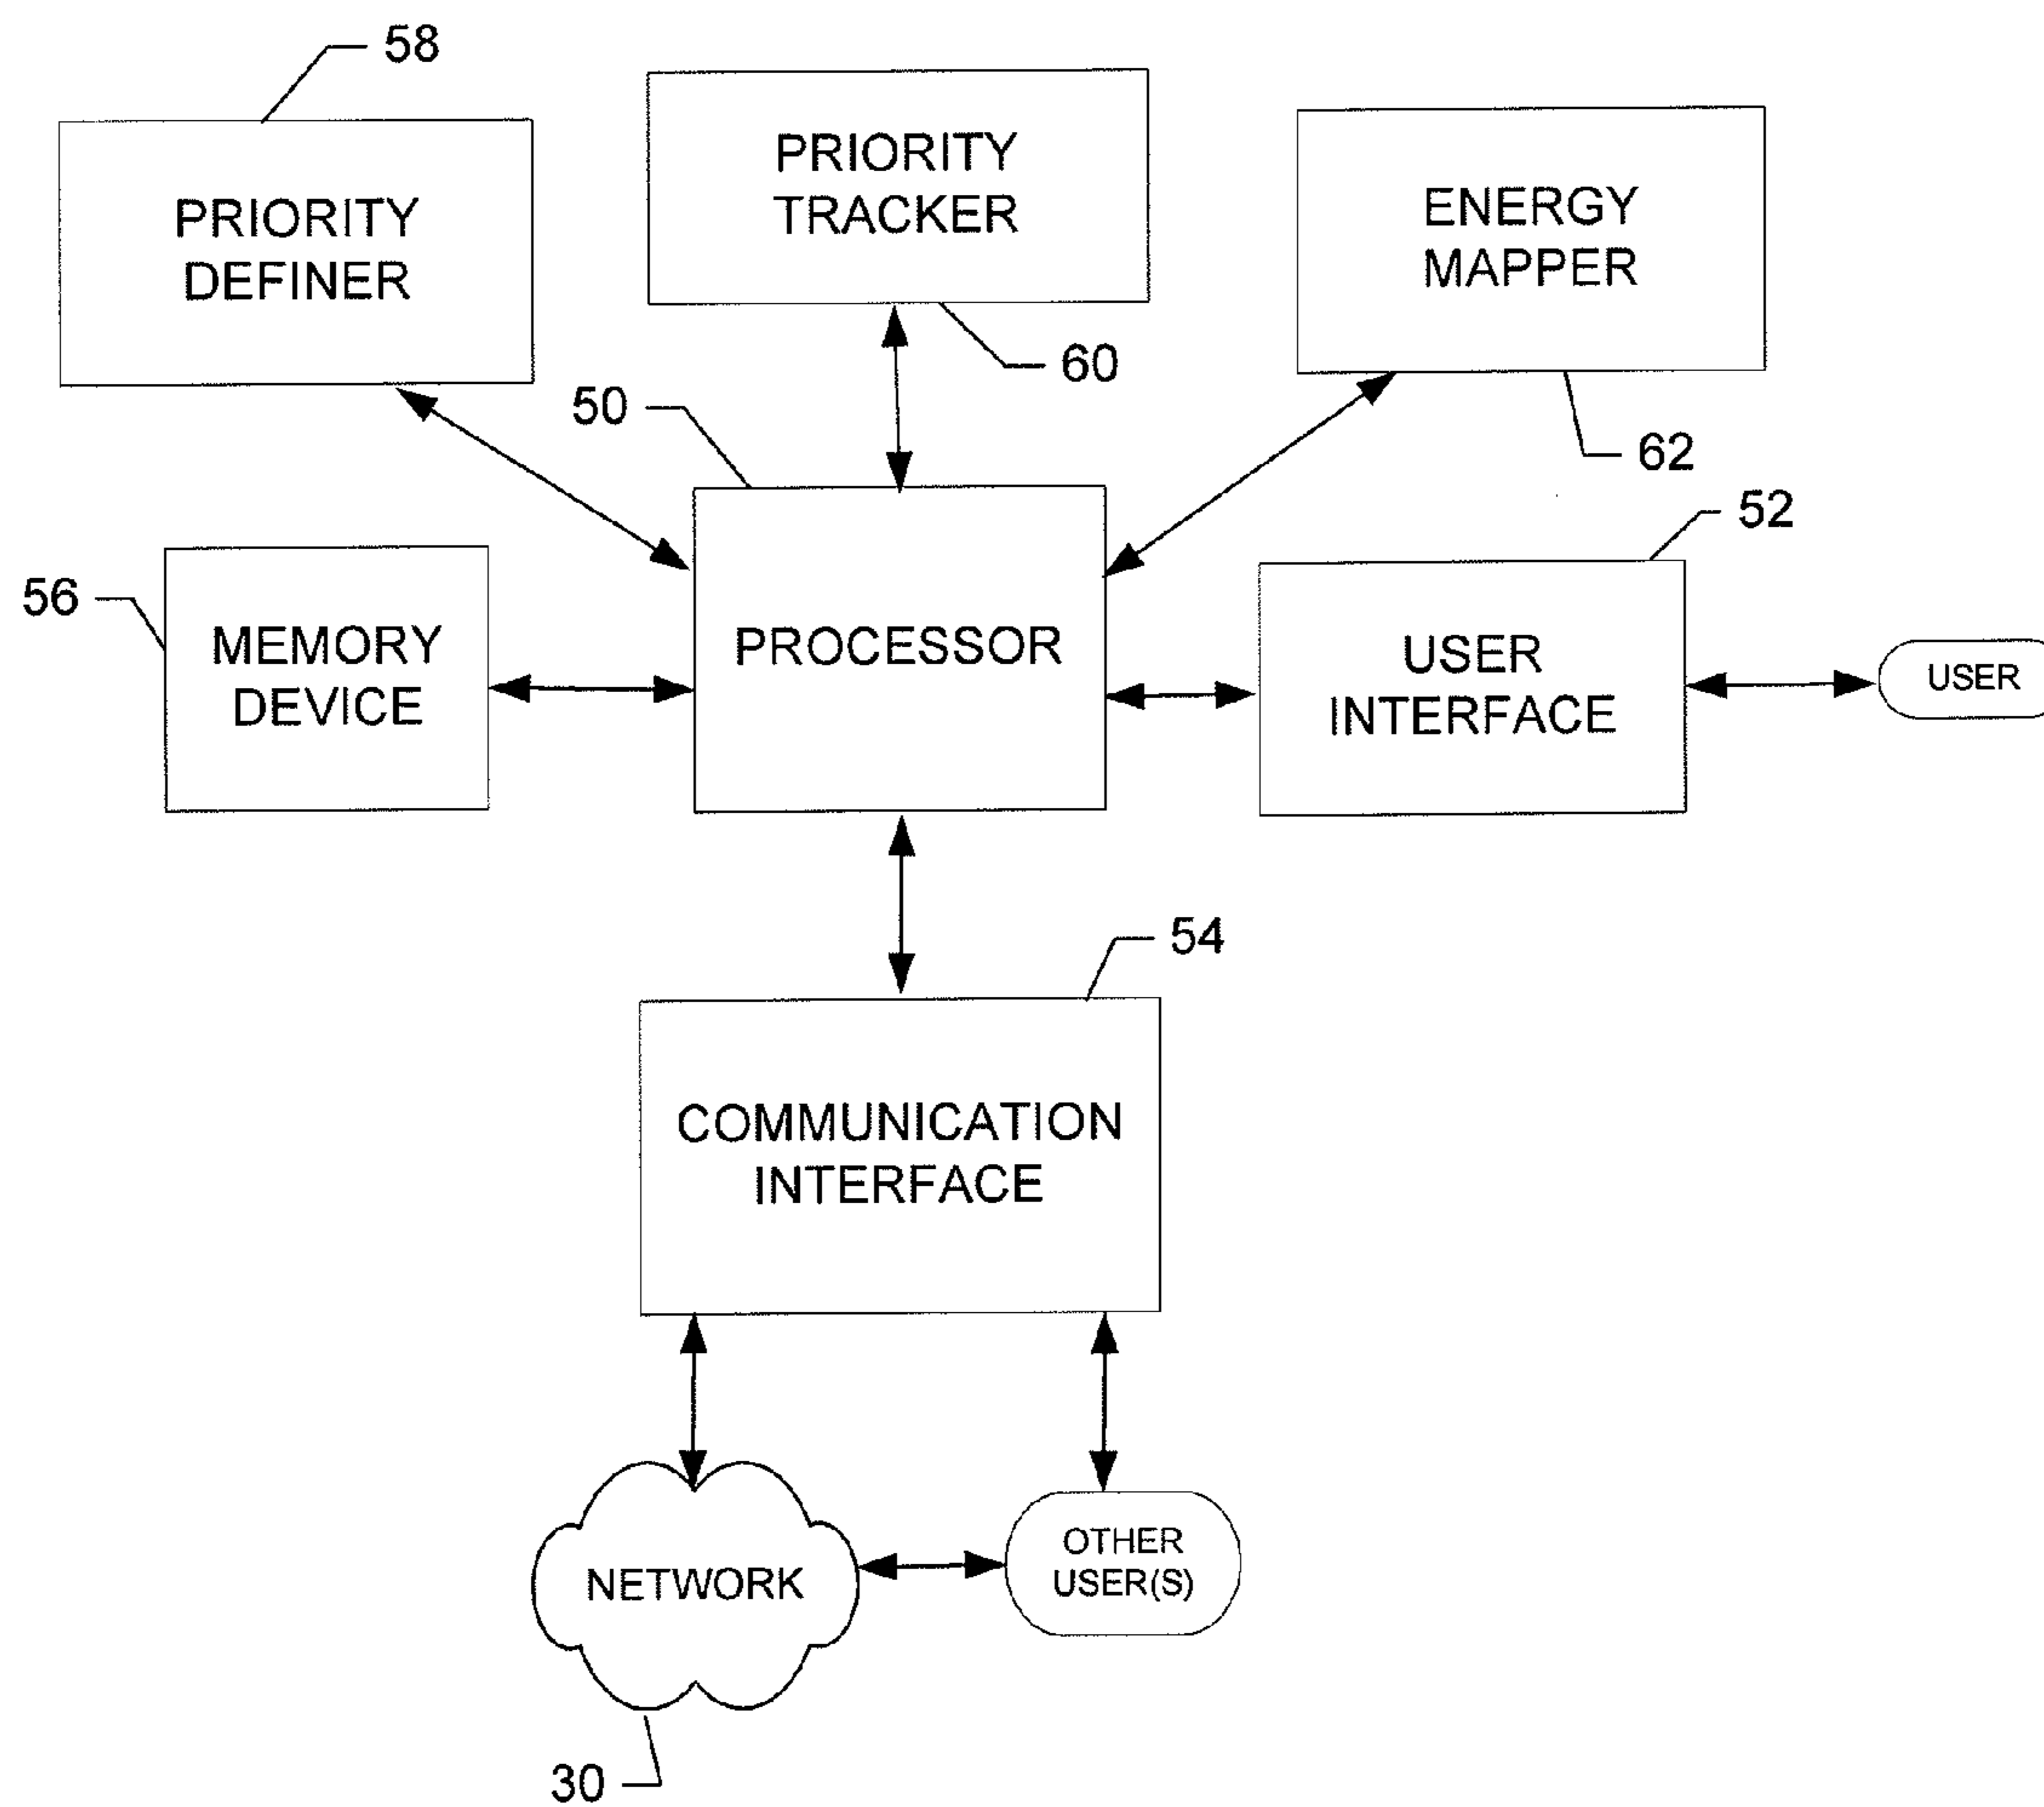 58
PRIORITY
DEFINER
PRIORITY
TRACKER
60
ENERGY
MAPPER
62
50
PROCESSOR
56
MEMORY
DEVICE
52
USER
INTERFACE
USER
54
COMMUNICATION
INTERFACE
NETWORK
OTHER
USER(S)
30